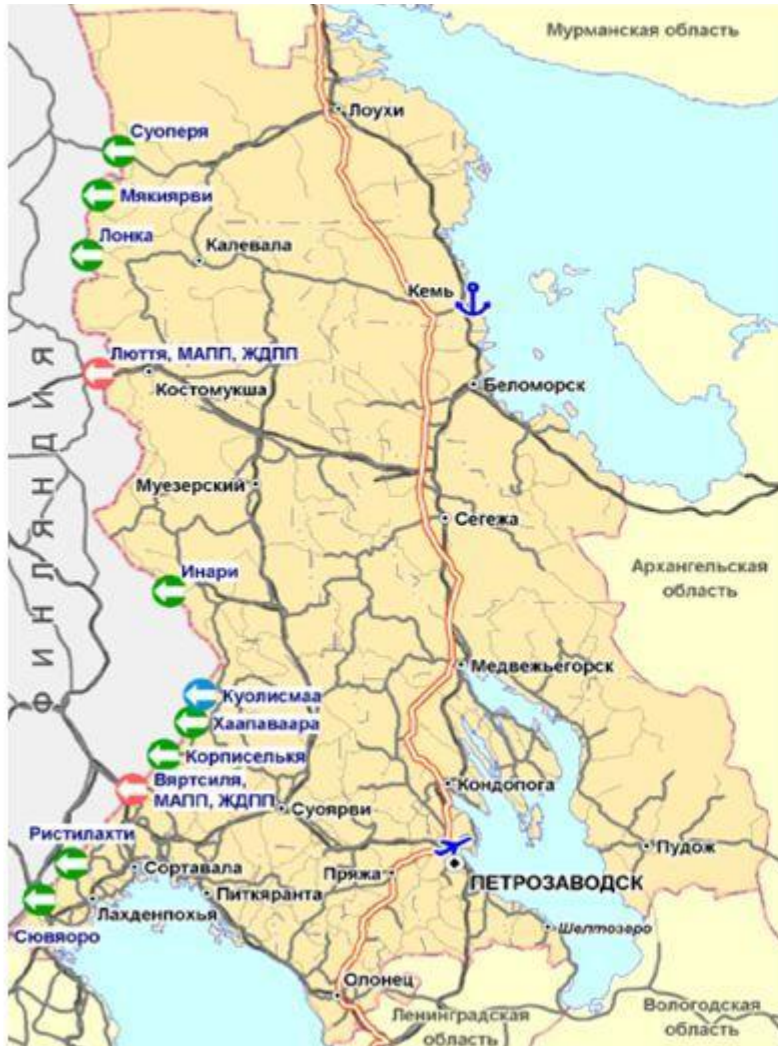 Мурманская область
Лоухи
Суоперя
Мякиярви
Лонка
Калевала
Кемь
Люття, МАПП, ЖДПП
Костомукша
Беломорск
ФИНЛЯНДИЯ
Муезерский
Сегежа
Инари
Архангельская
область
Медвежьегорск
Куолисмаа
Хаапаваара
Корписелькя
Вяртсиля,
МАПП, ЖДПП
Кондопога
Суоярви
Ристилахти
Сортавала
Пряжа
Пудож
ПЕТРОЗАВОДСК
Питкяранта
Лахденпохья
Сювяоро
Шелтозеро
Олонец
Ленинградская
область
Вологодская
область